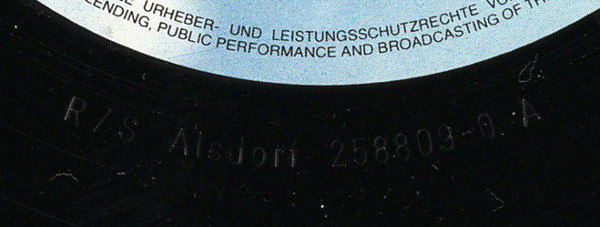 URHEBER- UND LEISTUNGSSCHUTZRECHTE
LENDING, PUBLIC PERFORMANCE AND BROADCASTING OF
R/S Alsdorf 258809-0 A